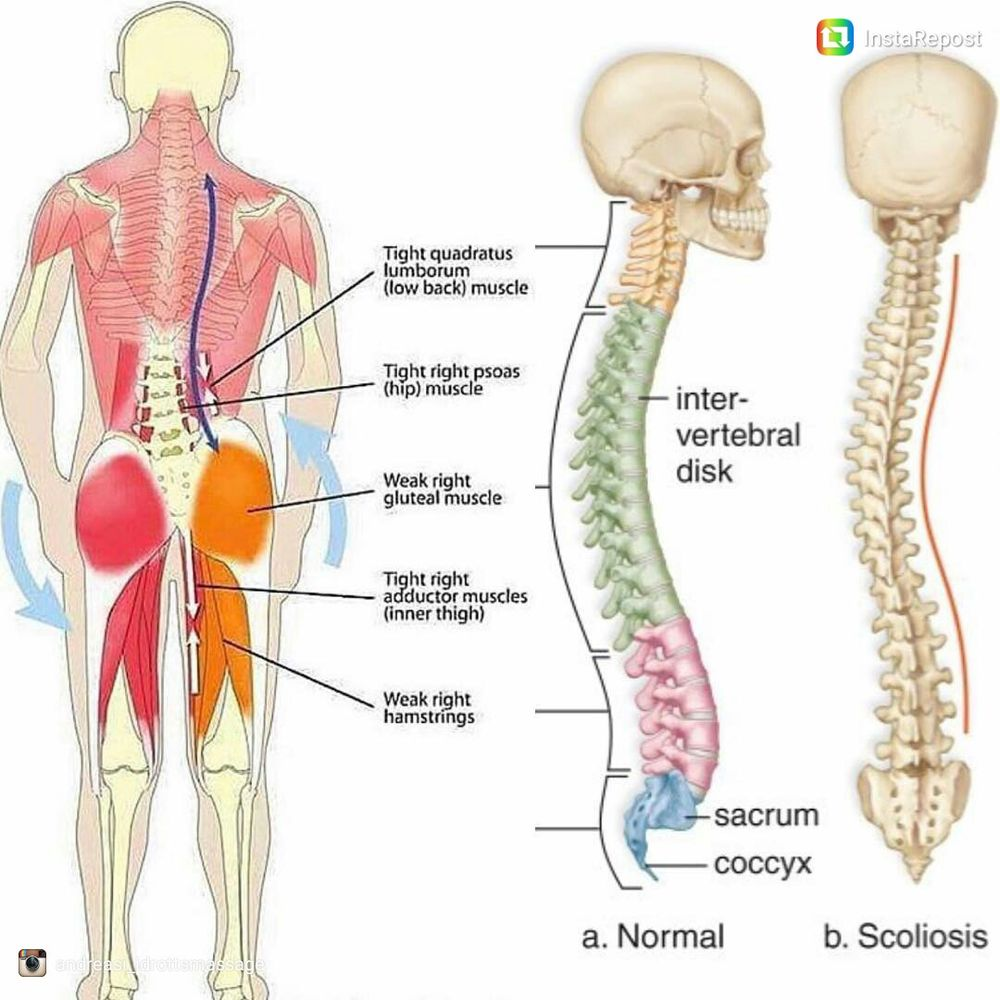 InstaRepost
Tight quadratus
lumborum
(low back) muscle
Tight right psoas
(hip) muscle
Weak right
gluteal muscle
Tight right
adductor muscles
(inner thigh)
Weak right
hamstrings
inter-
vertebral
disk
sacrum
coccyx
a. Normal
b. Scoliosis